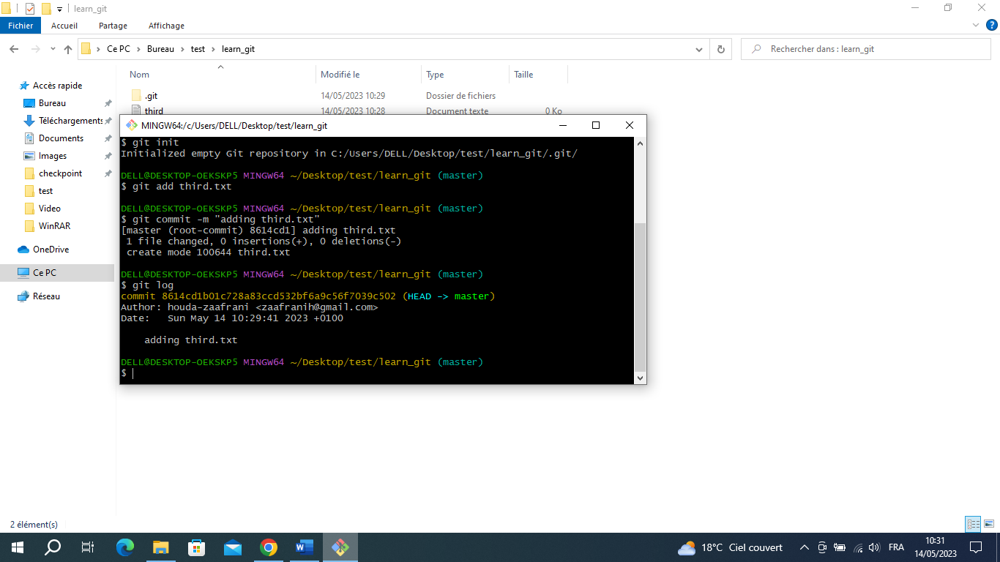 learn_git
Fichier Accueil Partage Affichage
Ce PC Bureau test learn_git
Rechercher dans : learn_git
Nom Modifié le Type Taille
.git 14/05/2023 10:29 Dossier de fichiers
third 14/05/2023 10:28 Document texte 0 Ko
Accès rapide
Bureau
Téléchargements
Documents
Images
checkpoint
test
Video
WinRAR
OneDrive
Ce PC
Réseau
MINGW64:/c/Users/DELL/Desktop/test/learn_git
$ git init
Initialized empty Git repository in C:/Users/DELL/Desktop/test/learn_git/.git/
DELL@DESKTOP-OEKSKP5 MINGW64 ~/Desktop/test/learn_git (master)
$ git add third.txt
DELL@DESKTOP-OEKSKP5 MINGW64 ~/Desktop/test/learn_git (master)
$ git commit -m "adding third.txt"
[master (root-commit) 8614cd1] adding third.txt
1 file changed, 0 insertions(+), 0 deletions(-)
create mode 100644 third.txt
DELL@DESKTOP-OEKSKP5 MINGW64 ~/Desktop/test/learn_git (master)
$ git log
commit 8614cd1b01c728a83ccd532bf6a9c56f7039c502 (HEAD -> master)
Author: houda-zaafrani <zaafranih@gmail.com>
Date: Sun May 14 10:29:41 2023 +0100
adding third.txt
DELL@DESKTOP-OEKSKP5 MINGW64 ~/Desktop/test/learn_git (master)
$
2 élément(s)
18°C Ciel couvert
FRA
10:31
14/05/2023